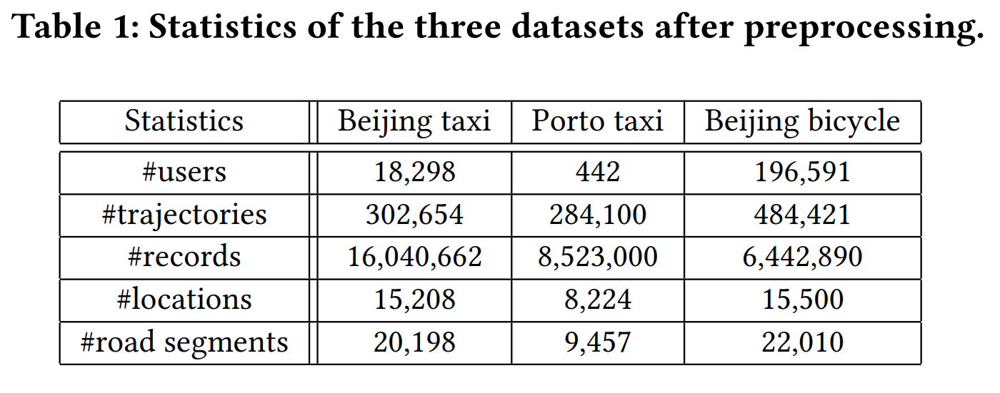 Table 1: Statistics of the three datasets after preprocessing.
Statistics Beijing taxi Porto taxi Beijing bicycle
#users 18,298 442 196,591
#trajectories 302,654 284,100 484,421
#records 16,040,662 8,523,000 6,442,890
#locations 15,208 8,224 15,500
#road segments 20,198 9,457 22,010